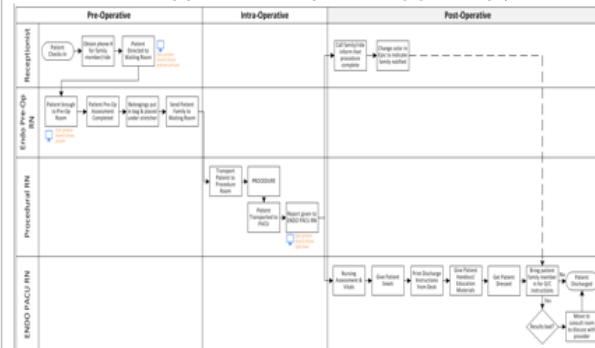 Pre-Operative
Intra-Operative
Post-Operative
Receptionist
Patient
Checks In
Obtain phone # for family
member/ride
Patient
Directed to
Waiting Room
Call family/ride
inform that
procedure
complete
Change color in
Epic to indicate
family notified
Endo Pre-Op
RN
Patient brought
to Pre-Op
Room
Patient Pre-Op
Assessment
Completed
Belongings put
in bag & placed
under stretcher
Send Patient
Family to
Waiting Room
Procedural RN
Transport
Patient to
Procedure
Room
PROCEDURE
Patient
Transported to
PACU
Report given to
ENDO PACU RN
ENDO PACU RN
Nursing
Assessment &
Vitals
Give Patient
Snack
Print Discharge
Instructions
from Desk
Give Patient
Handout/
Education
Materials
Get Patient
Dressed
Bring patient
family member
in for D/C
instructions
No
Patient
Discharged
Yes
Results bad?
Move to
consult room
to discuss with
provider